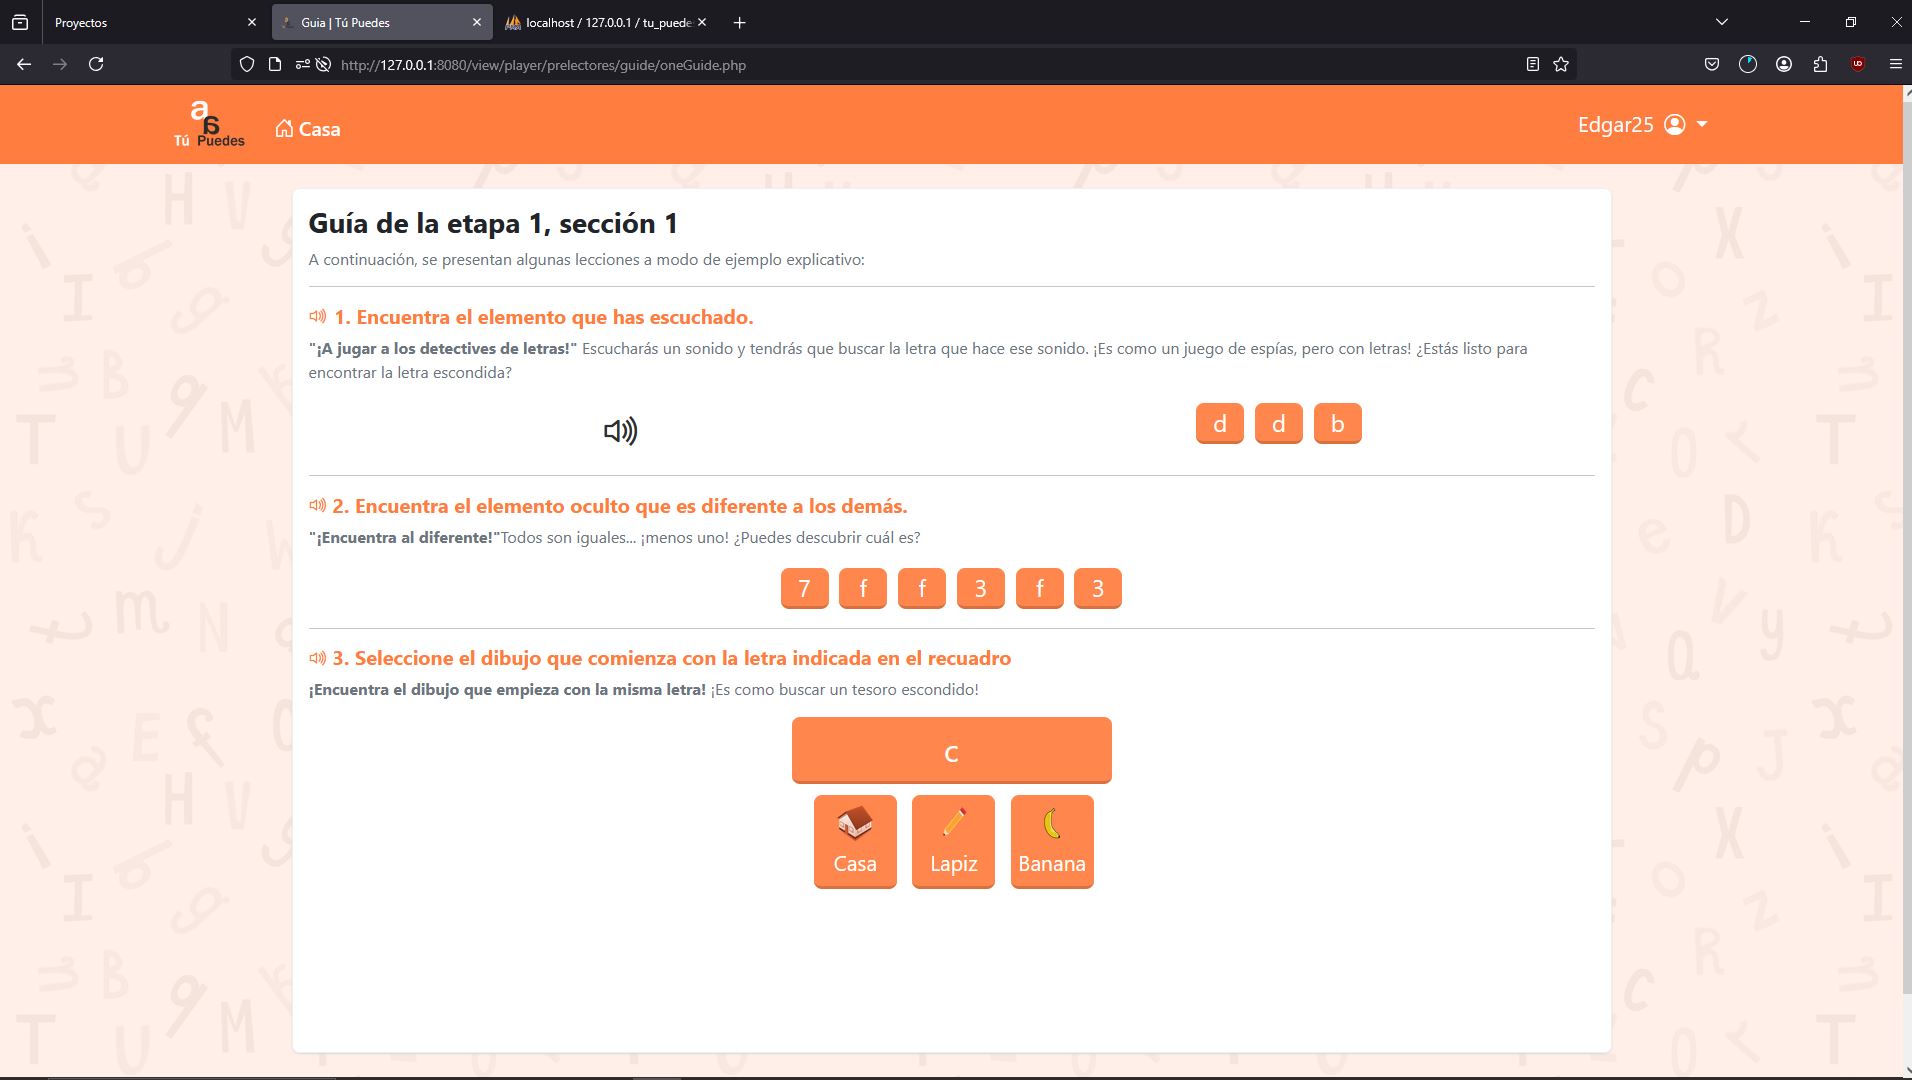 Proyectos
Guia | Tú Puedes
localhost / 127.0.0.1 / tu_puede
http://127.0.0.1:8080/view/player/prelectores/guide/oneGuide.php
a
a
Tú Puedes
Casa
Edgar25
Guía de la etapa 1, sección 1
A continuación, se presentan algunas lecciones a modo de ejemplo explicativo:
1. Encuentra el elemento que has escuchado.
"¡A jugar a los detectives de letras!" Escucharás un sonido y tendrás que buscar la letra que hace ese sonido. ¡Es como un juego de espías, pero con letras! ¿Estás listo para
encontrar la letra escondida?
d d b
2. Encuentra el elemento oculto que es diferente a los demás.
"¡Encuentra al diferente!"Todos son iguales... ¡menos uno! ¿Puedes descubrir cuál es?
7 f f 3 f 3
3. Seleccione el dibujo que comienza con la letra indicada en el recuadro
¡Encuentra el dibujo que empieza con la misma letra! ¡Es como buscar un tesoro escondido!
c
Casa Lapiz Banana